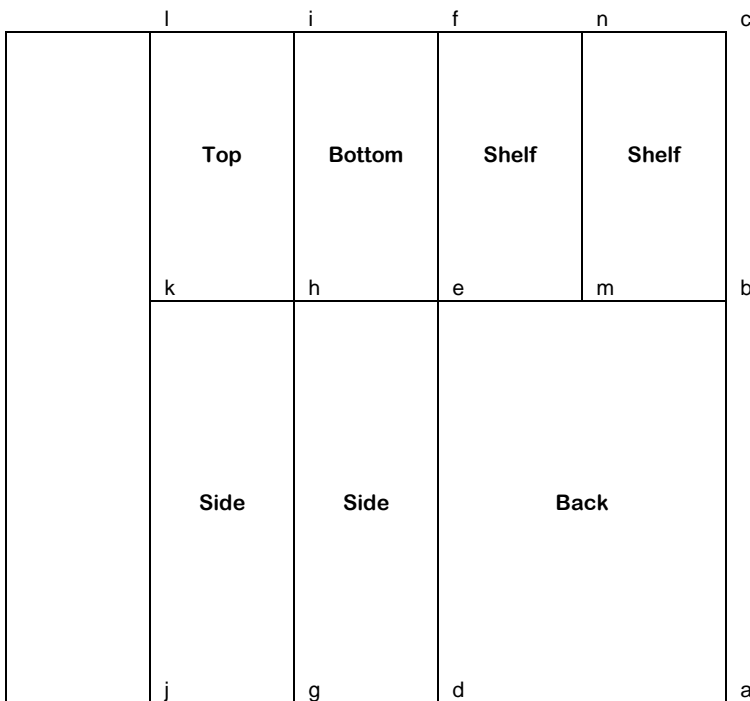 l i f n c
Top Bottom Shelf Shelf
k h e m b
Side Side Back
j g d a